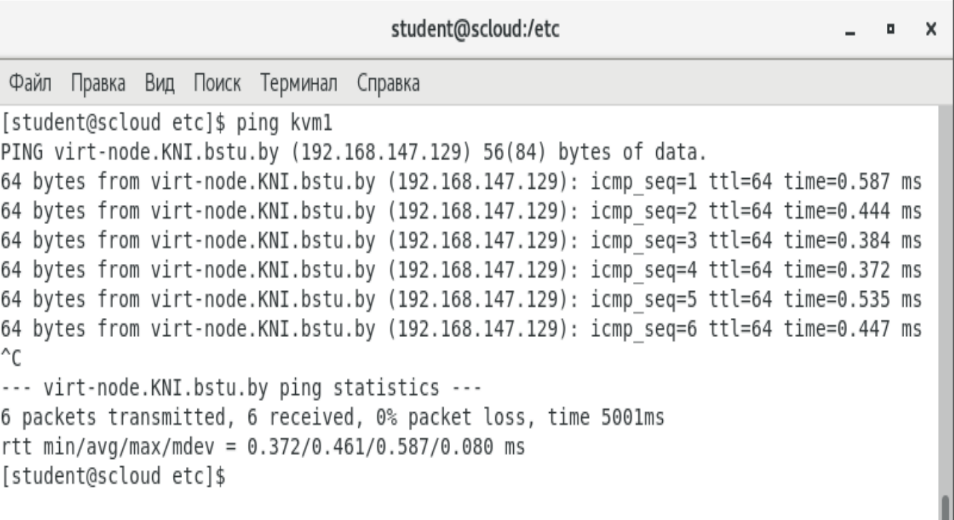 student@scloud:/etc
Файл Правка Вид Поиск Терминал Справка
[student@scloud etc]$ ping kvm1
PING virt-node.KNI.bstu.by (192.168.147.129) 56(84) bytes of data.
64 bytes from virt-node.KNI.bstu.by (192.168.147.129): icmp_seq=1 ttl=64 time=0.587 ms
64 bytes from virt-node.KNI.bstu.by (192.168.147.129): icmp_seq=2 ttl=64 time=0.444 ms
64 bytes from virt-node.KNI.bstu.by (192.168.147.129): icmp_seq=3 ttl=64 time=0.384 ms
64 bytes from virt-node.KNI.bstu.by (192.168.147.129): icmp_seq=4 ttl=64 time=0.372 ms
64 bytes from virt-node.KNI.bstu.by (192.168.147.129): icmp_seq=5 ttl=64 time=0.535 ms
64 bytes from virt-node.KNI.bstu.by (192.168.147.129): icmp_seq=6 ttl=64 time=0.447 ms
^C
--- virt-node.KNI.bstu.by ping statistics ---
6 packets transmitted, 6 received, 0% packet loss, time 5001ms
rtt min/avg/max/mdev = 0.372/0.461/0.587/0.080 ms
[student@scloud etc]$